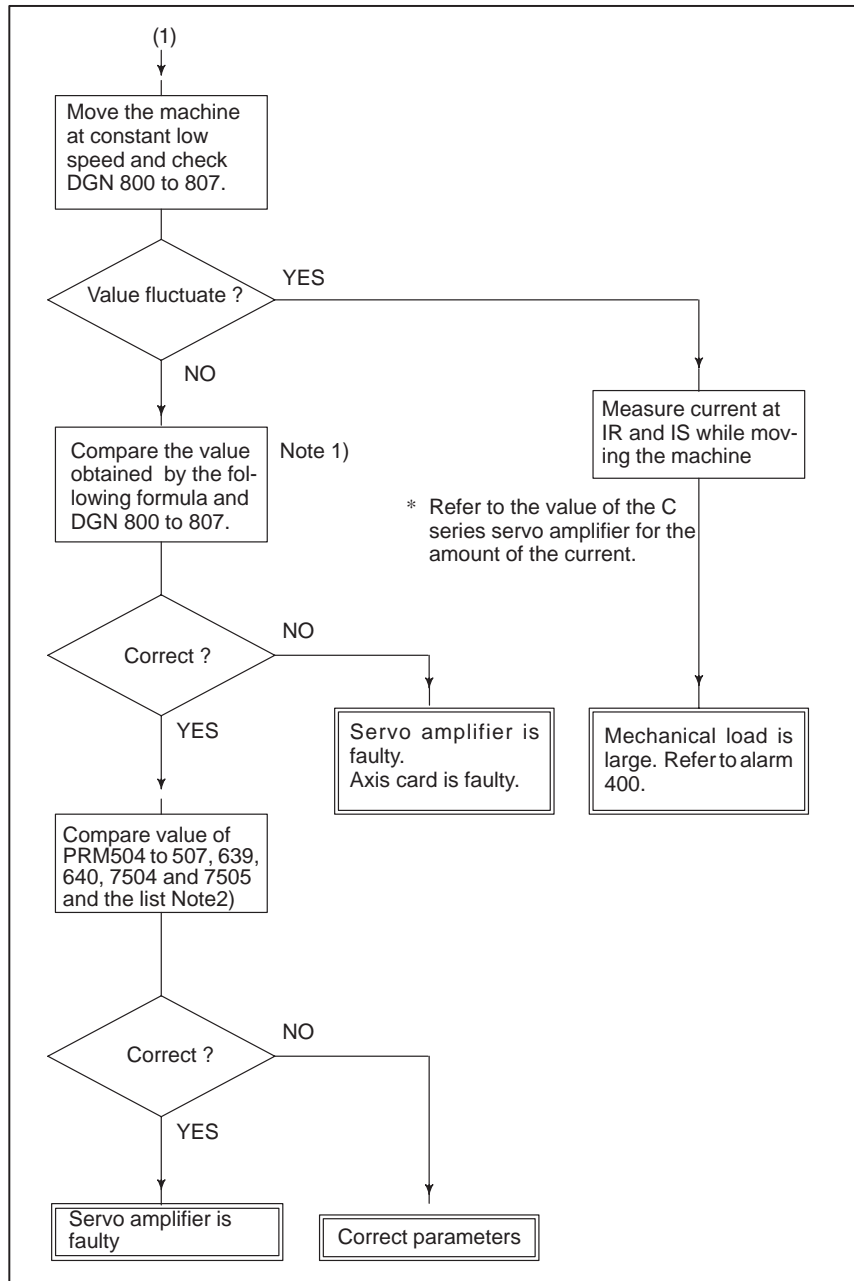 (1)
Move the machine
at constant low
speed and check
DGN 800 to 807.
Value fluctuate ?
YES
NO
Measure current at
IR and IS while mov-
ing the machine
Compare the value
obtained by the fol-
lowing formula and
DGN 800 to 807.
Note 1)
* Refer to the value of the C
series servo amplifier for the
amount of the current.
Correct ?
NO
YES
Servo amplifier is
faulty.
Axis card is faulty.
Mechanical load is
large. Refer to alarm
400.
Compare value of
PRM504 to 507, 639,
640, 7504 and 7505
and the list Note2)
Correct ?
NO
YES
Servo amplifier is
faulty
Correct parameters